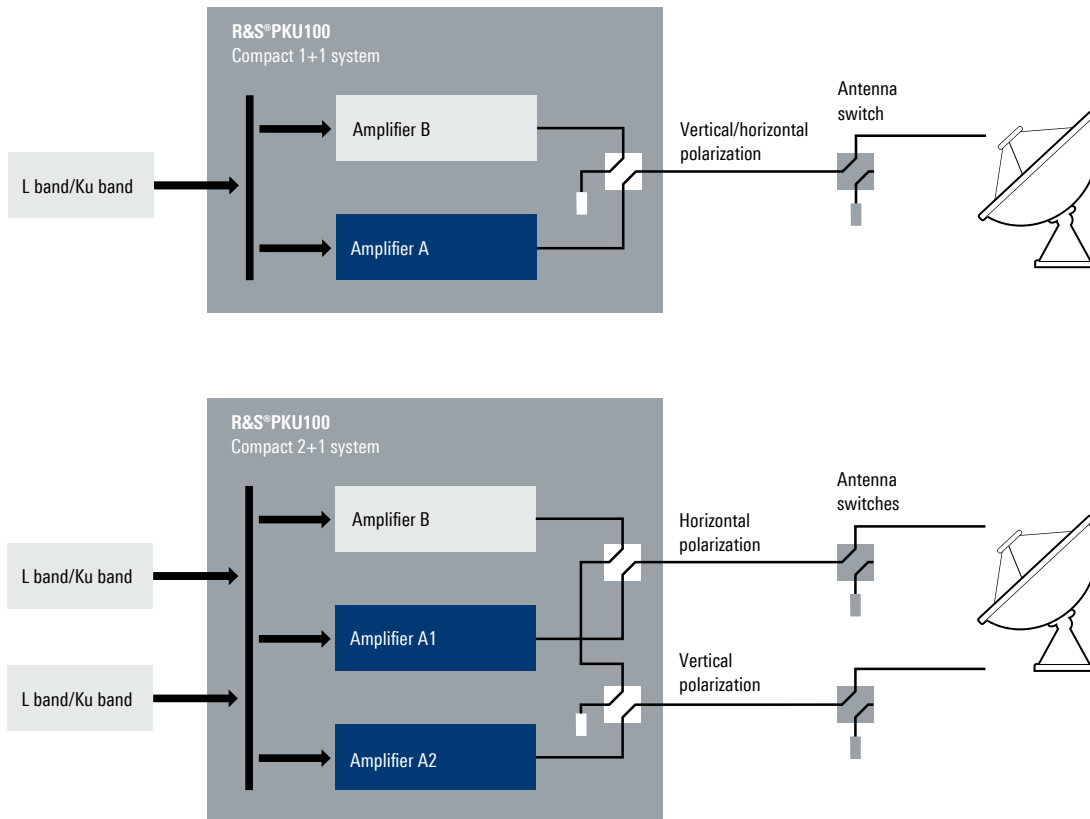 R&S®PKU100
Compact 1+1 system
Amplifier B
L band/Ku band
Amplifier A
Vertical/horizontal
polarization
Antenna
switch
R&S®PKU100
Compact 2+1 system
Amplifier B
L band/Ku band
Amplifier A1
L band/Ku band
Amplifier A2
Horizontal
polarization
Vertical
polarization
Antenna
switches